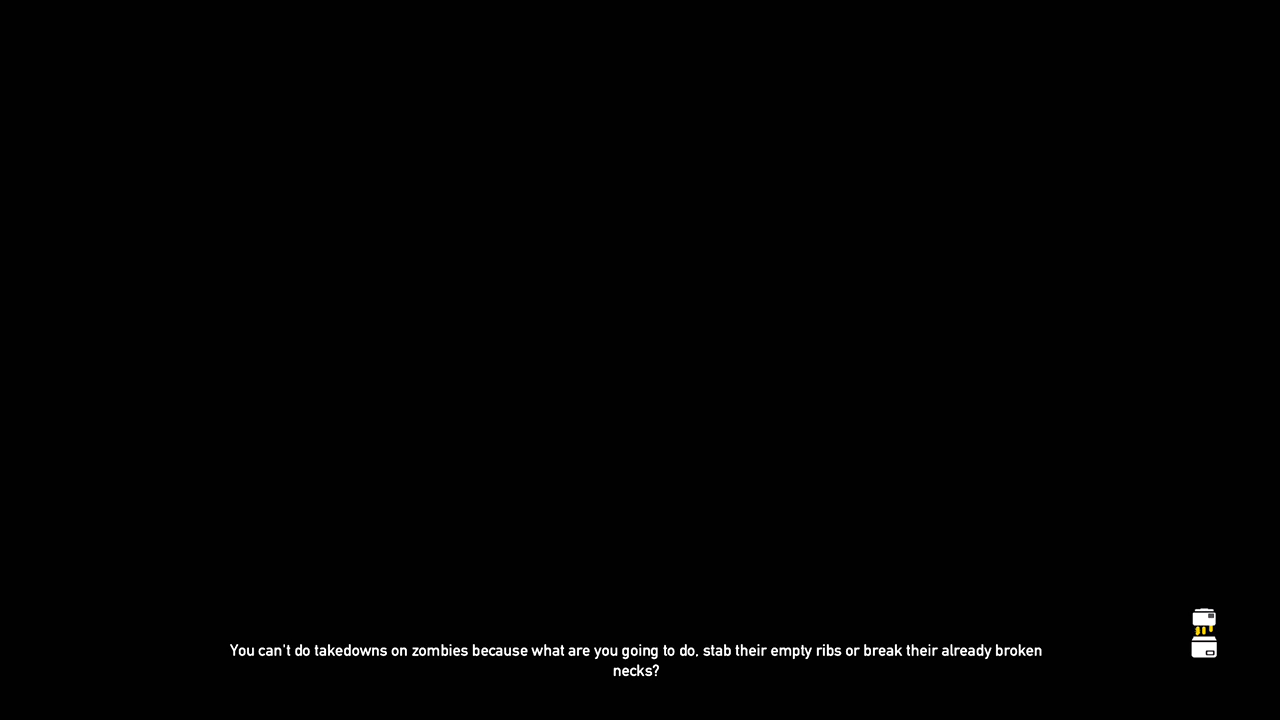 You can't do takedowns on zombies because what are you going to do, stab their empty ribs or break their already broken
necks?